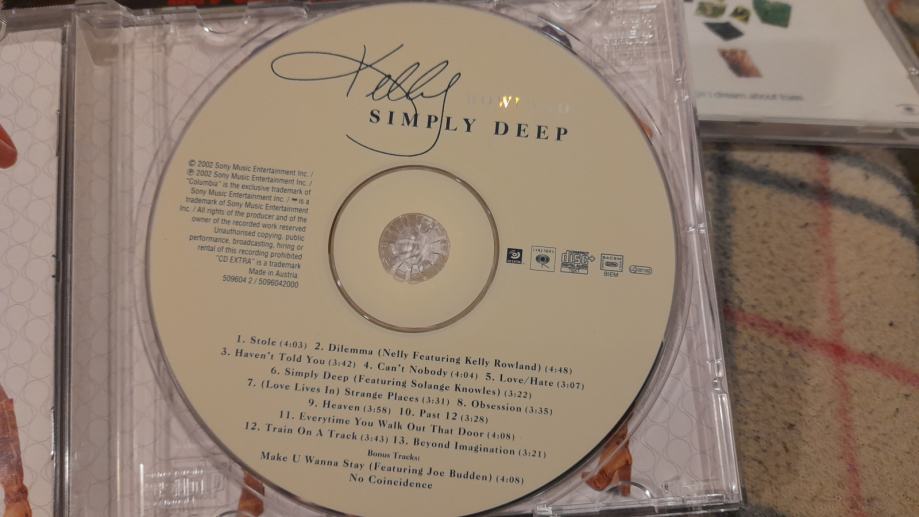 Kelly
ROWLAND
SIMPLY DEEP
© 2002 Sony Music Entertainment Inc. /
℗ 2002 Sony Music Entertainment Inc. /
"Columbia" is the exclusive trademark of
Sony Music Entertainment Inc. / is a
trademark of Sony Music Entertainment
Inc. / All rights of the producer and of the
owner of the recorded work reserved
Unauthorised copying, public
performance, broadcasting, hiring or
rental of this recording prohibited
"CD EXTRA" is a trademark
Made in Austria
509604 2 / 5096042000
BIEM
1. Stole (4:03) 2. Dilemma (Nelly Featuring Kelly Rowland) (4:48)
3. Haven't Told You (3:42) 4. Can't Nobody (4:04) 5. Love/Hate (3:07)
6. Simply Deep (Featuring Solange Knowles) (3:22)
7. (Love Lives In) Strange Places (3:31) 8. Obsession (3:35)
9. Heaven (3:58) 10. Past 12 (3:28)
11. Everytime You Walk Out That Door (4:08)
12. Train On A Track (3:43) 13. Beyond Imagination (3:21)
Bonus Tracks:
Make U Wanna Stay (Featuring Joe Budden) (4:08)
No Coincidence
dream about